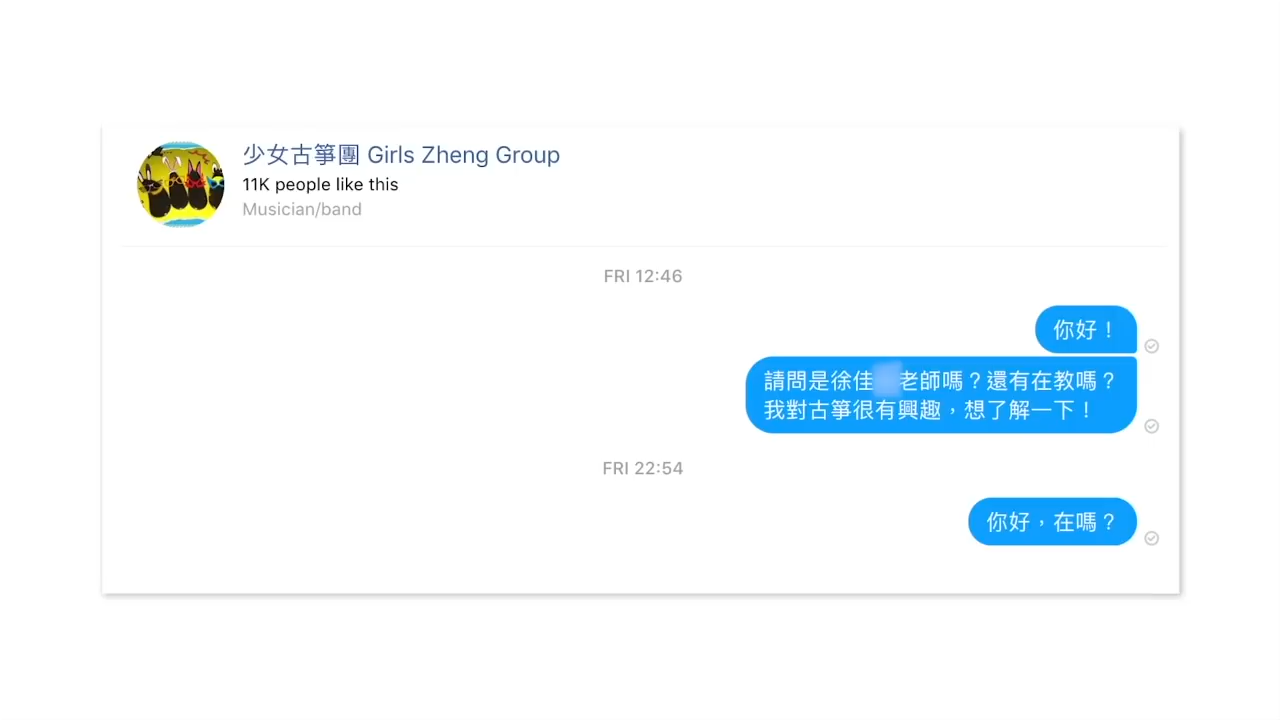 少女古箏團 Girls Zheng Group
11K people like this
Musician/band
FRI 12:46
你好！
請問是徐佳 老師嗎？還有在教嗎？
我對古箏很有興趣，想了解一下！
FRI 22:54
你好，在嗎？